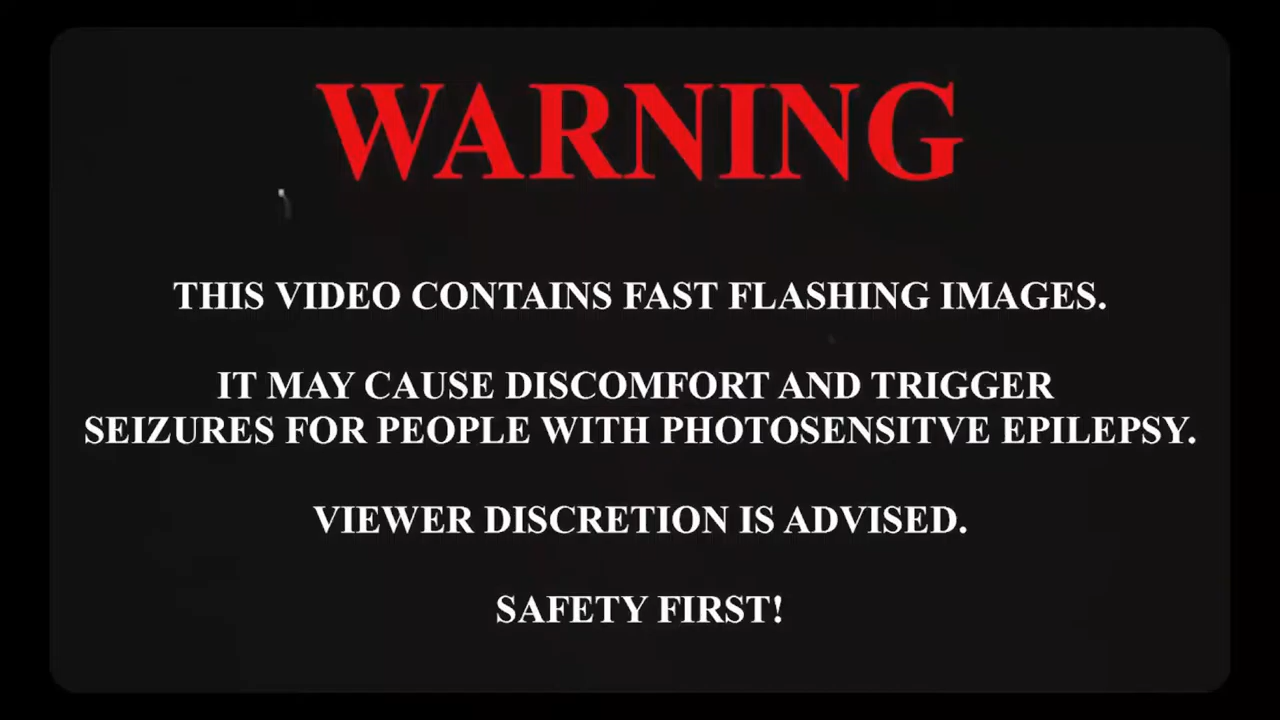 WARNING
THIS VIDEO CONTAINS FAST FLASHING IMAGES.
IT MAY CAUSE DISCOMFORT AND TRIGGER
SEIZURES FOR PEOPLE WITH PHOTOSENSITVE EPILEPSY.
VIEWER DISCRETION IS ADVISED.
SAFETY FIRST!